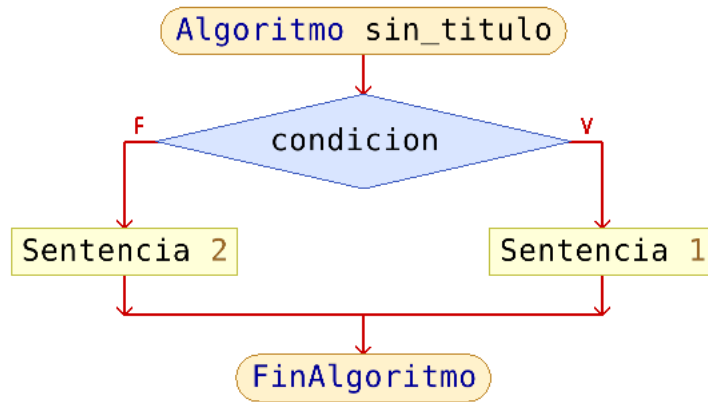 Algoritmo sin_titulo
F
V
condicion
Sentencia 2
Sentencia 1
FinAlgoritmo